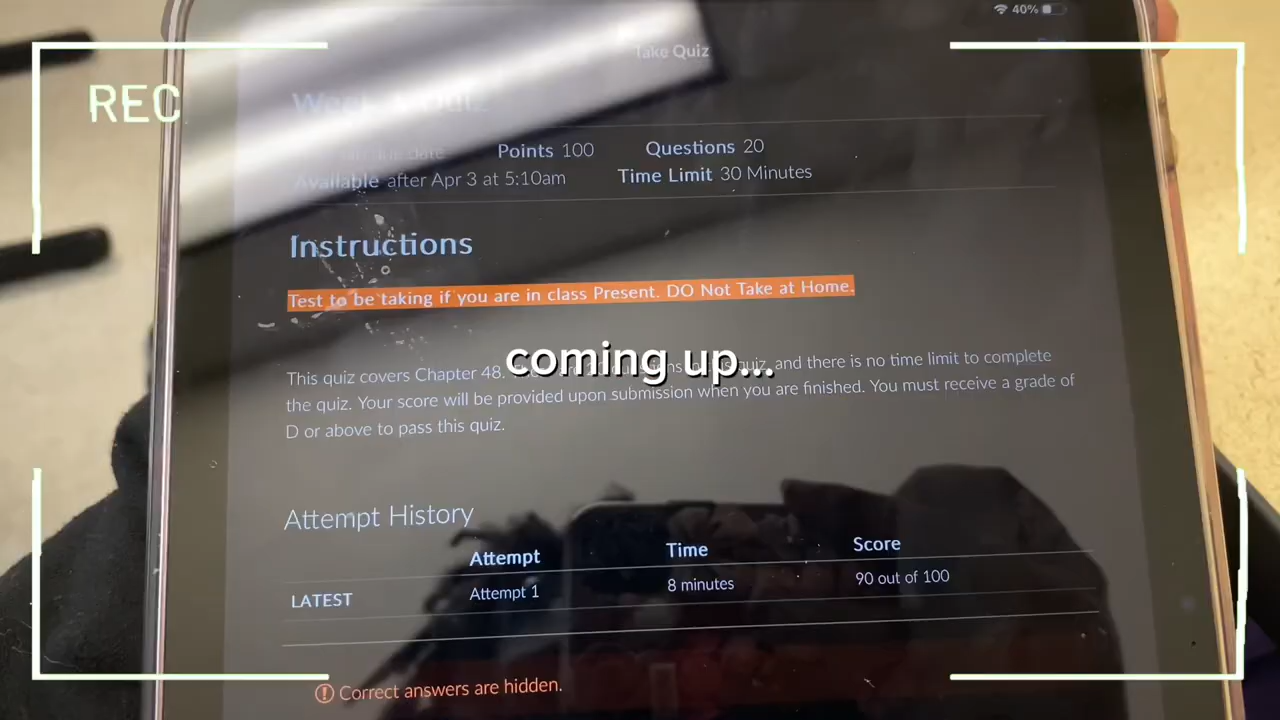 40%
Take Quiz
REC
Quiz
date
Points 100
Questions 20
Available after Apr 3 at 5:10am
Time Limit 30 Minutes
Instructions
Test to be taking if you are in class Present. DO Not Take at Home.
coming up...
This quiz covers Chapter 48. quiz, and there is no time limit to complete
the quiz. Your score will be provided upon submission when you are finished. You must receive a grade of
D or above to pass this quiz.
Attempt History
Attempt Time Score
LATEST Attempt 1 8 minutes 90 out of 100
Correct answers are hidden.